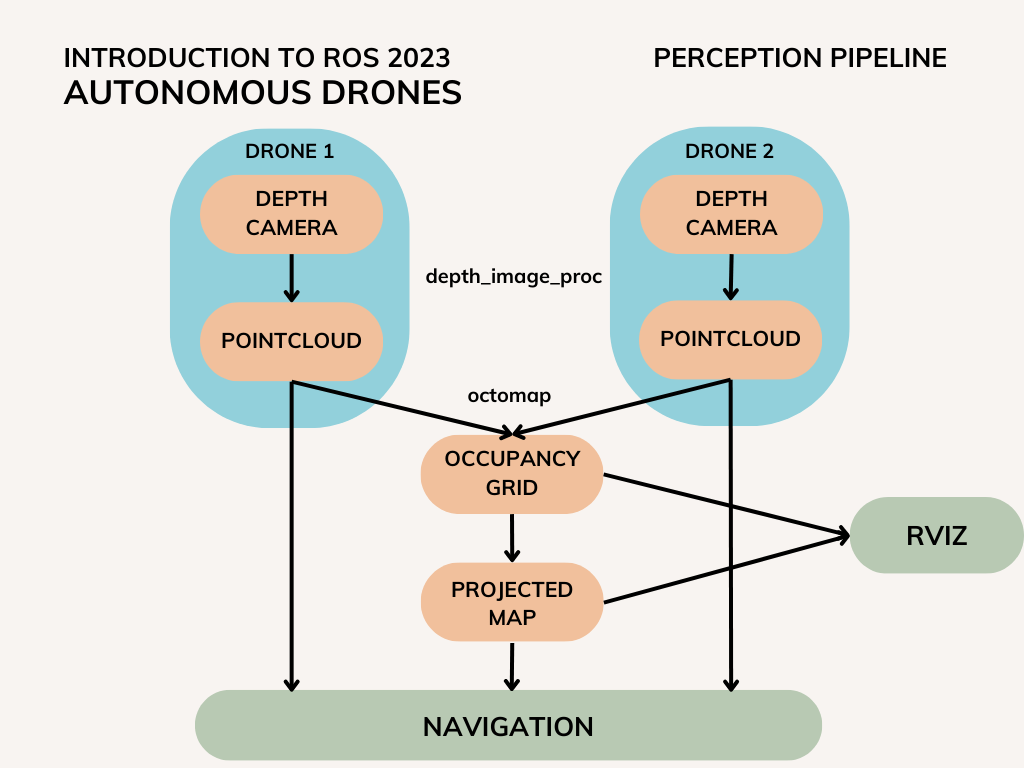 INTRODUCTION TO ROS 2023
AUTONOMOUS DRONES
PERCEPTION PIPELINE
DRONE 1
DEPTH
CAMERA
POINTCLOUD
depth_image_proc
DRONE 2
DEPTH
CAMERA
POINTCLOUD
octomap
OCCUPANCY
GRID
RVIZ
PROJECTED
MAP
NAVIGATION